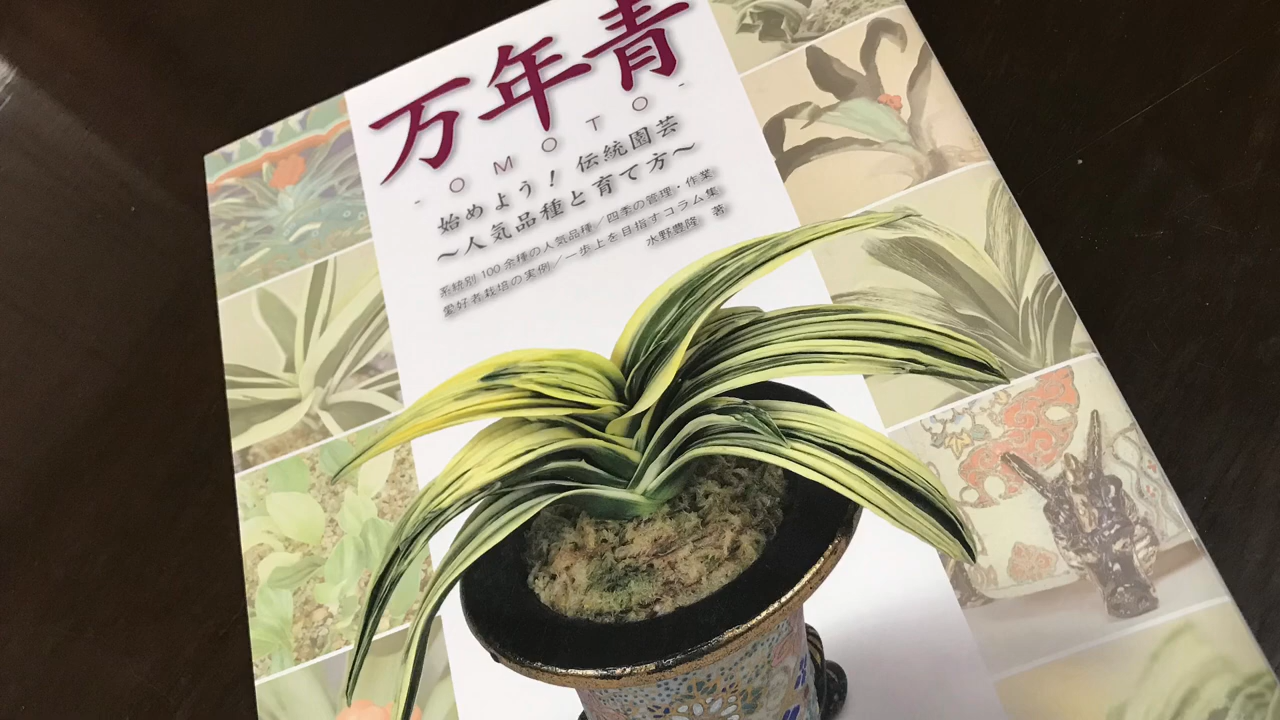 万年青
- OMOTO -
始めよう！伝統園芸
～人気品種と育て方～
系統別100余種の人気品種／四季の管理・作業
愛好者栽培の実例／一歩上を目指すコラム集
水野豊隆 著